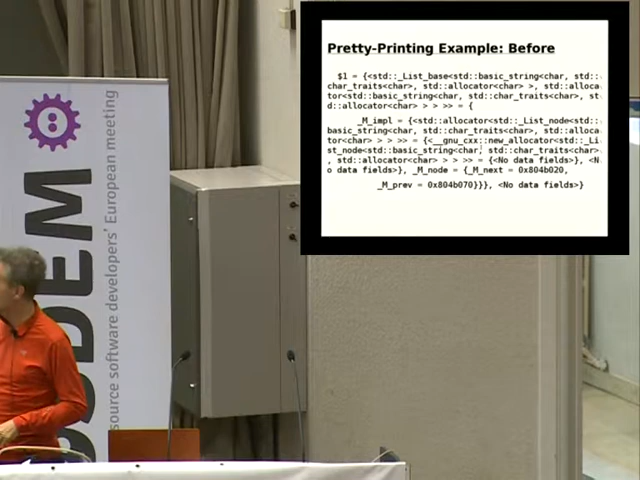 Pretty-Printing Example: Before
$1 = {<std::_List_base<std::basic_string<char, std::
char_traits<char>, std::allocator<char> >, std::alloca
tor<std::basic_string<char, std::char_traits<char>, st
d::allocator<char> > > >> = {
_M_impl = {<std::allocator<std::_List_node<std::
basic_string<char, std::char_traits<char>, std::alloca
tor<char> > > >> = {<__gnu_cxx::new_allocator<std::_Li
st_node<std::basic_string<char, std::char_traits<char>
, std::allocator<char> > > >> = {<No data fields>}, <N
o data fields>}, _M_node = {_M_next = 0x804b020,
_M_prev = 0x804b070}}}, <No data fields>}
OSDEM
source software developers' European meeting